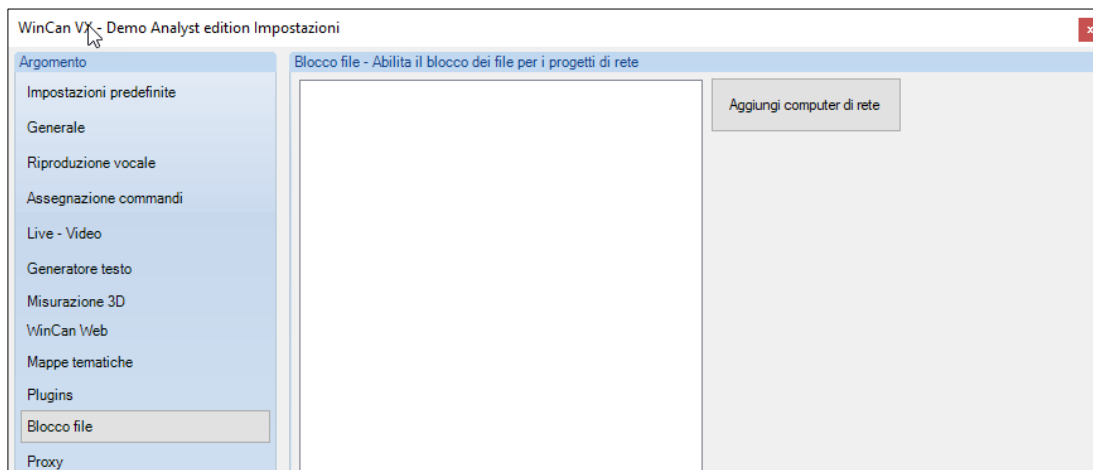 WinCan VX - Demo Analyst edition Impostazioni
x
Argomento
Impostazioni predefinite
Generale
Riproduzione vocale
Assegnazione commandi
Live - Video
Generatore testo
Misurazione 3D
WinCan Web
Mappe tematiche
Plugins
Blocco file
Proxy
Blocco file - Abilita il blocco dei file per i progetti di rete
Aggiungi computer di rete